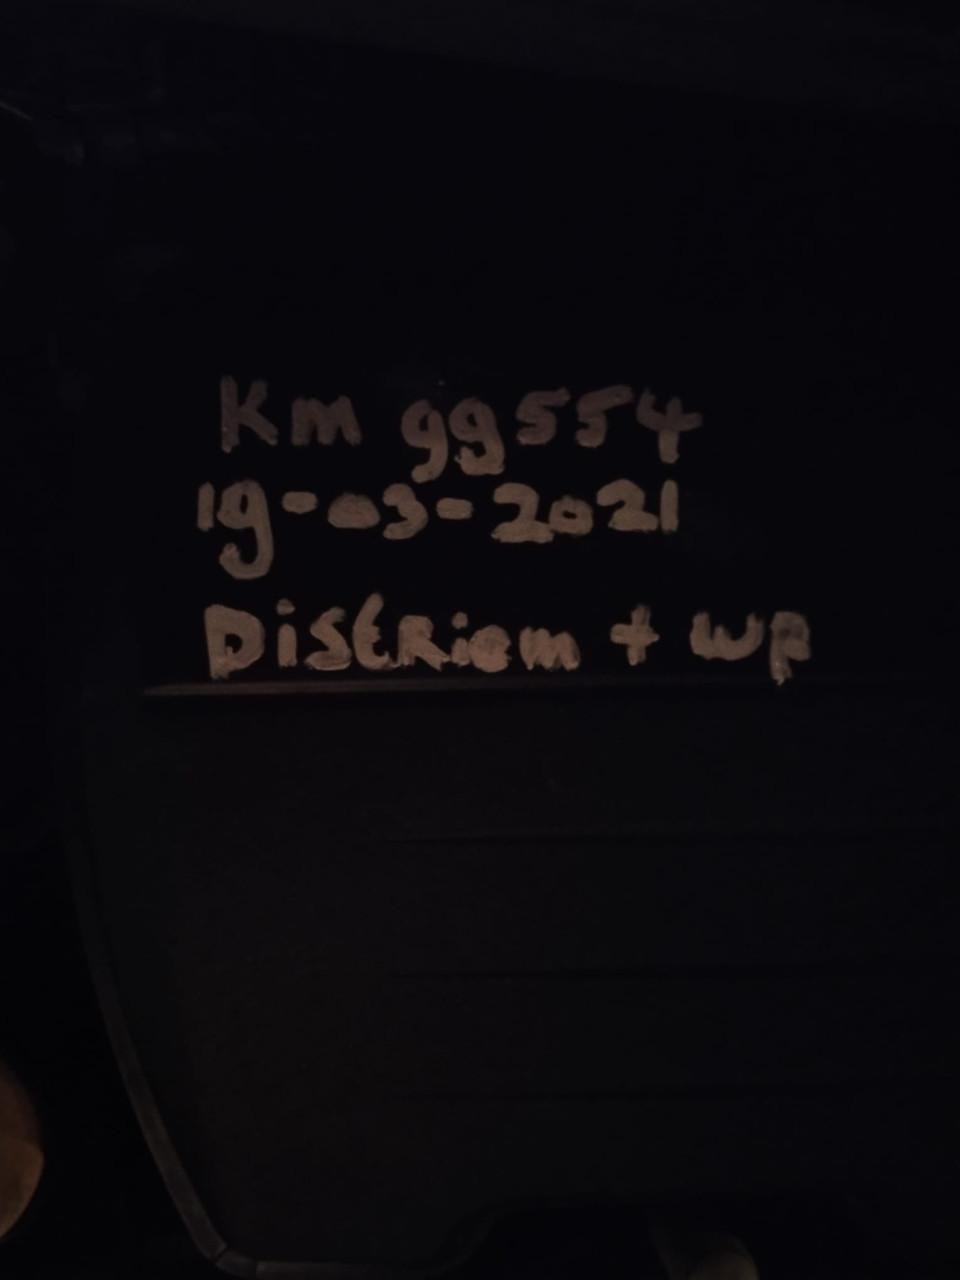 Km 99554
19-03-2021
DistRiem + WP